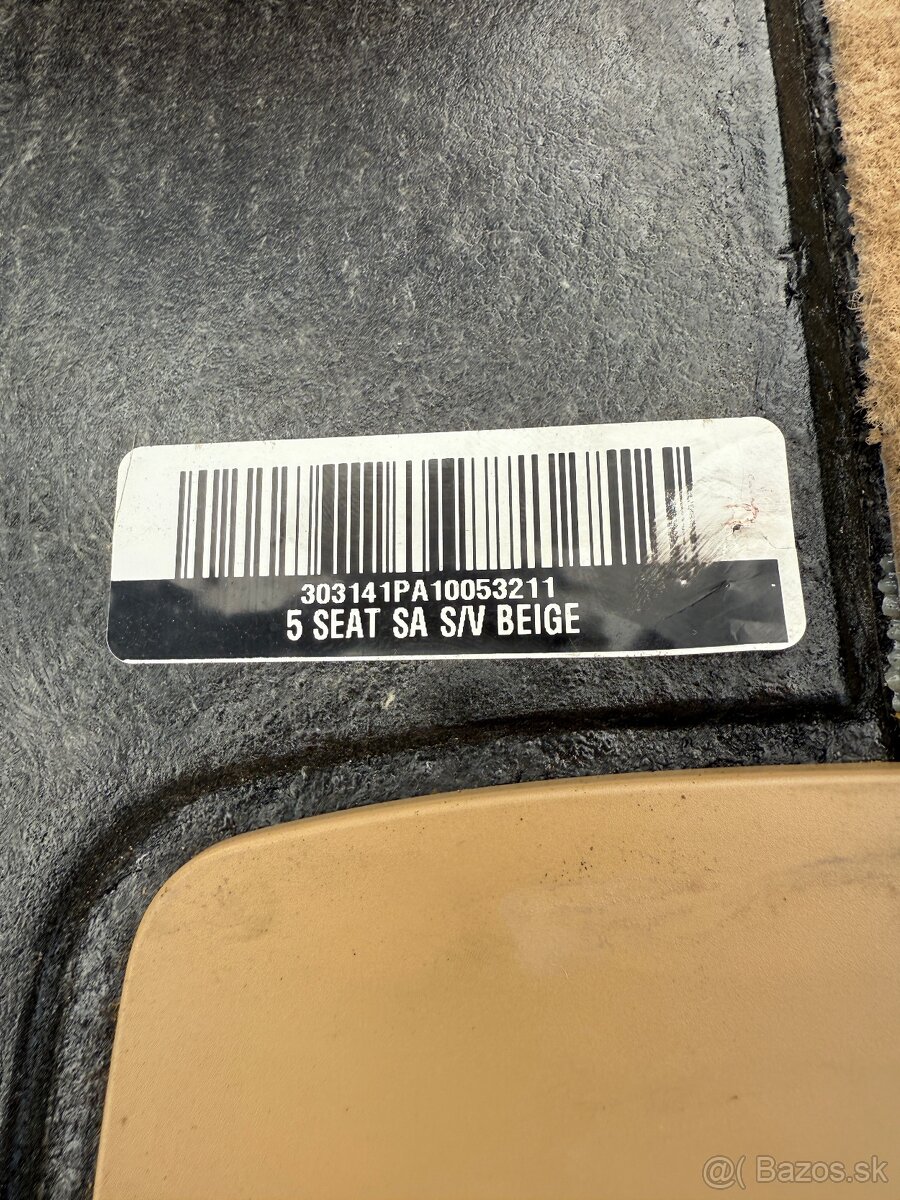 303141PA10053211
5 SEAT SA S/V BEIGE
@( Bazos.sk